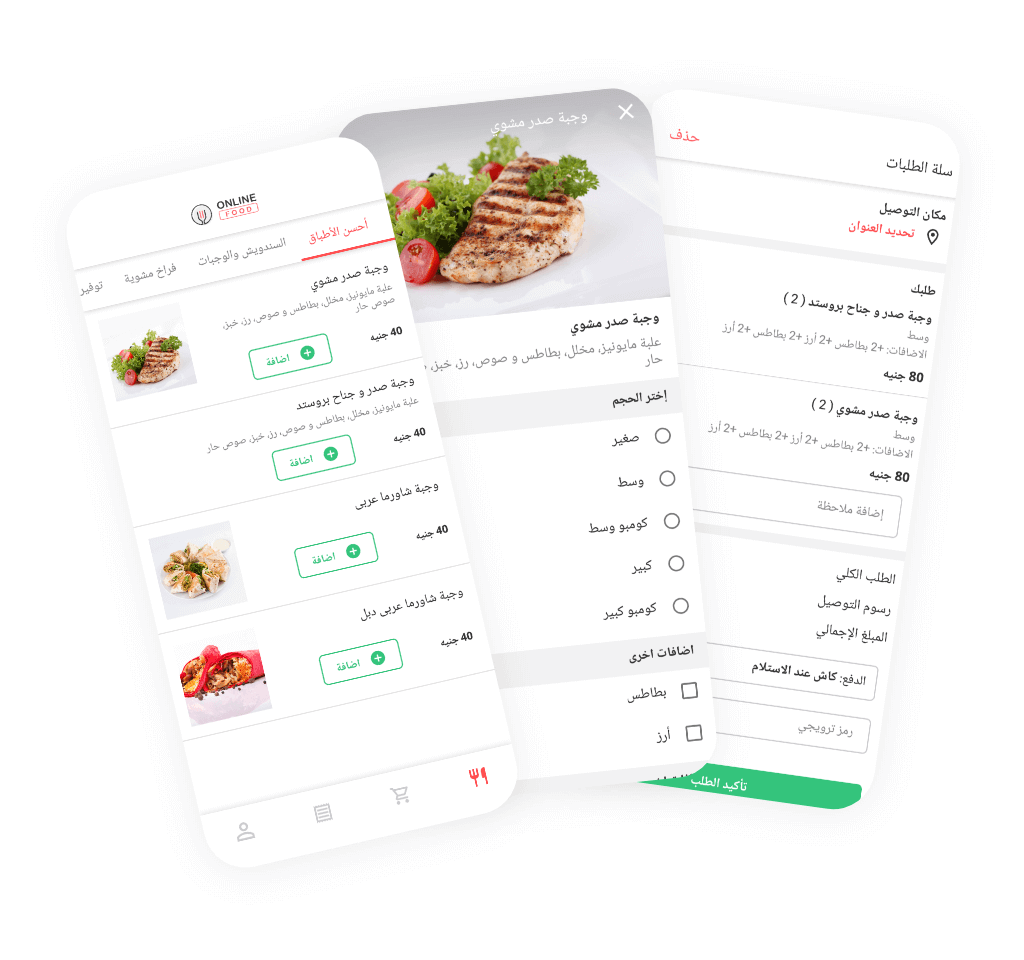 ONLINE
FOOD
أحسن الأطباق
السندويش والوجبات
فراخ مشوية
توفير
وجبة صدر مشوي
علبة مايونيز، مخلل، بطاطس و صوص، رز، خبز،
صوص حار
40 جنيه
اضافة
وجبة صدر و جناح بروستد
علبة مايونيز، مخلل، بطاطس و صوص، رز، خبز، صوص حار
40 جنيه
اضافة
وجبة شاورما عربى
40 جنيه
اضافة
وجبة شاورما عربى دبل
40 جنيه
اضافة
وجبة صدر مشوي
وجبة صدر مشوي
علبة مايونيز، مخلل، بطاطس و صوص، رز، خبز،
حار
إختر الحجم
صغير
وسط
كومبو وسط
كبير
كومبو كبير
اضافات اخرى
بطاطس
أرز
سلة الطلبات
حذف
مكان التوصيل
تحديد العنوان
طلبك
وجبة صدر و جناح بروستد ( 2 )
وسط
الاضافات: +2 بطاطس +2 أرز +2 بطاطس +2 أرز
80 جنيه
وجبة صدر مشوي ( 2 )
وسط
الاضافات: +2 بطاطس +2 أرز +2 بطاطس +2 أرز
80 جنيه
إضافة ملاحظة
الطلب الكلي
رسوم التوصيل
المبلغ الإجمالي
الدفع: كاش عند الاستلام
رمز ترويجي
تأكيد الطلب